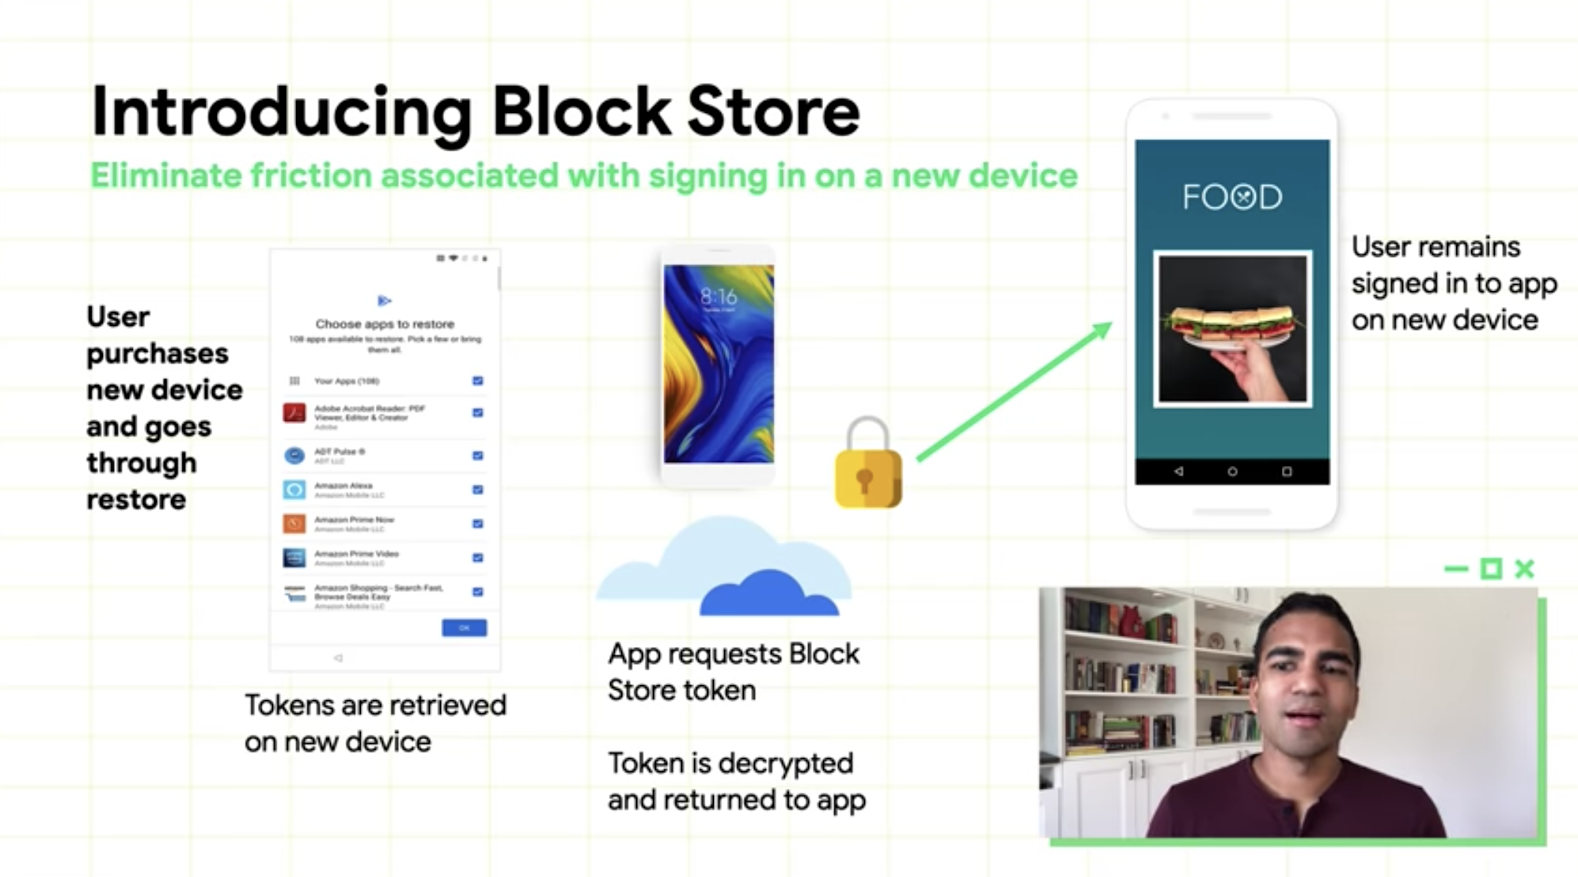 Introducing Block Store
Eliminate friction associated with signing in on a new device
User
purchases
new device
and goes
through
restore
Choose apps to restore
108 apps available to restore. Pick a few or bring
them all.
Your Apps (108)
Adobe Acrobat Reader: PDF
Viewer, Editor & Creator
Adobe
ADT Pulse ®
ADT LLC
Amazon Alexa
Amazon Mobile LLC
Amazon Prime Now
Amazon Mobile LLC
Amazon Prime Video
Amazon Mobile LLC
Amazon Shopping - Search Fast,
Browse Deals Easy
Amazon Mobile LLC
OK
Tokens are retrieved
on new device
8:16
App requests Block
Store token
Token is decrypted
and returned to app
FOOD
User remains
signed in to app
on new device